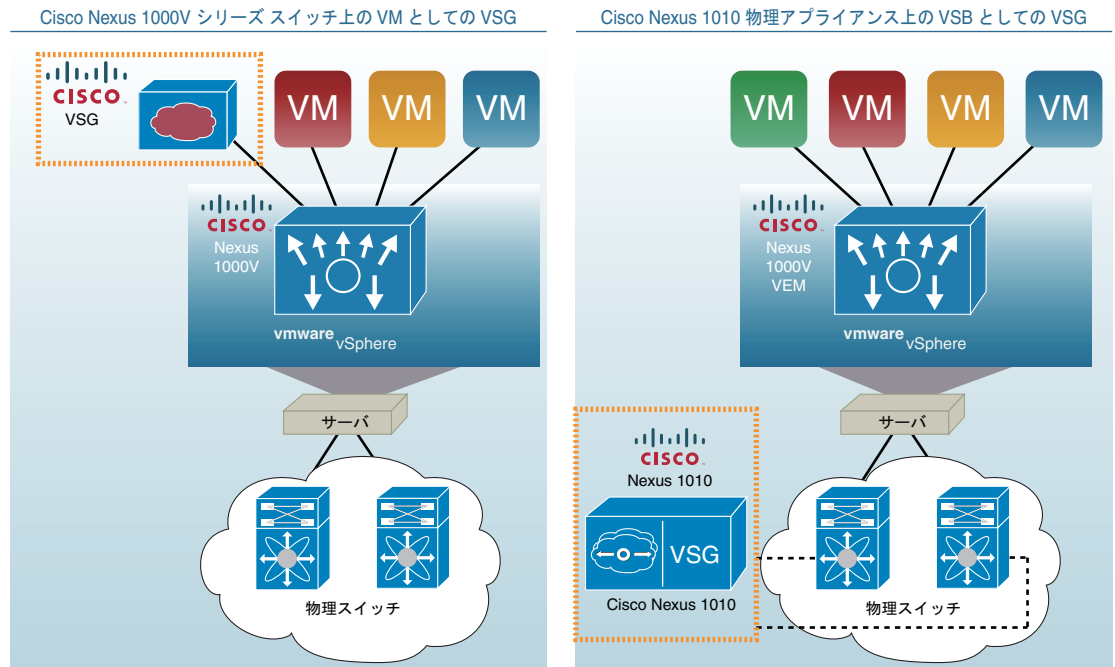 Cisco Nexus 1000V シリーズ スイッチ上の VM としての VSG
CISCO
VSG
VM
VM
VM
CISCO
Nexus
1000V
vmware vSphere
サーバ
物理スイッチ
Cisco Nexus 1010 物理アプライアンス上の VSB としての VSG
VM
VM
VM
VM
CISCO
Nexus
1000V
VEM
vmware vSphere
サーバ
CISCO
Nexus 1010
VSG
Cisco Nexus 1010
物理スイッチ